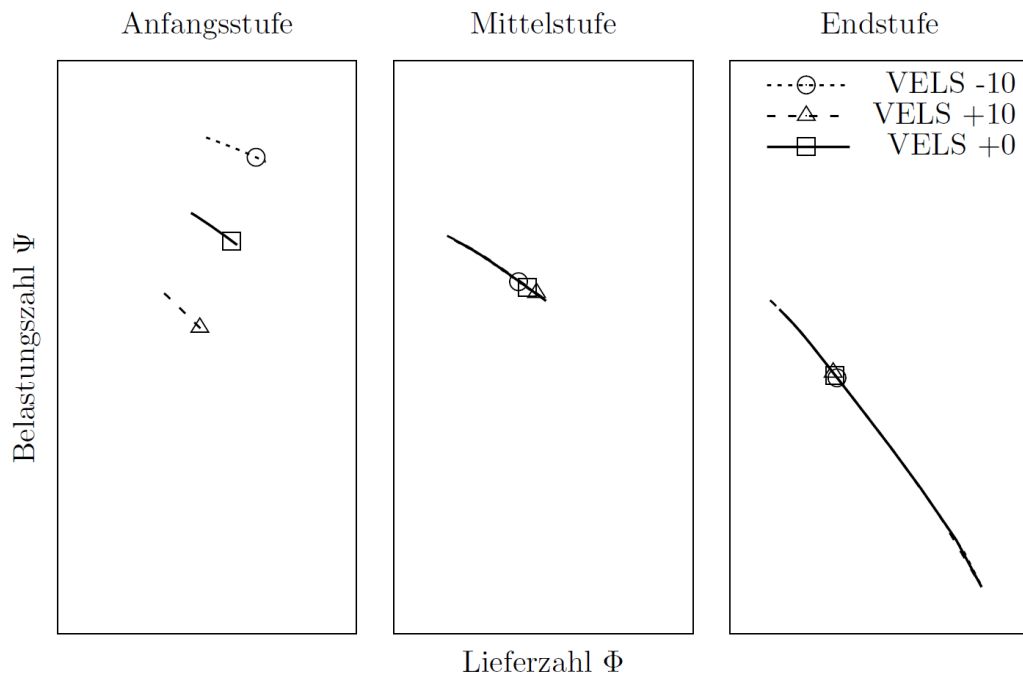 Anfangsstufe
Mittelstufe
Endstufe
VELS -10
VELS +10
VELS +0
Belastungszahl Ψ
Lieferzahl Φ